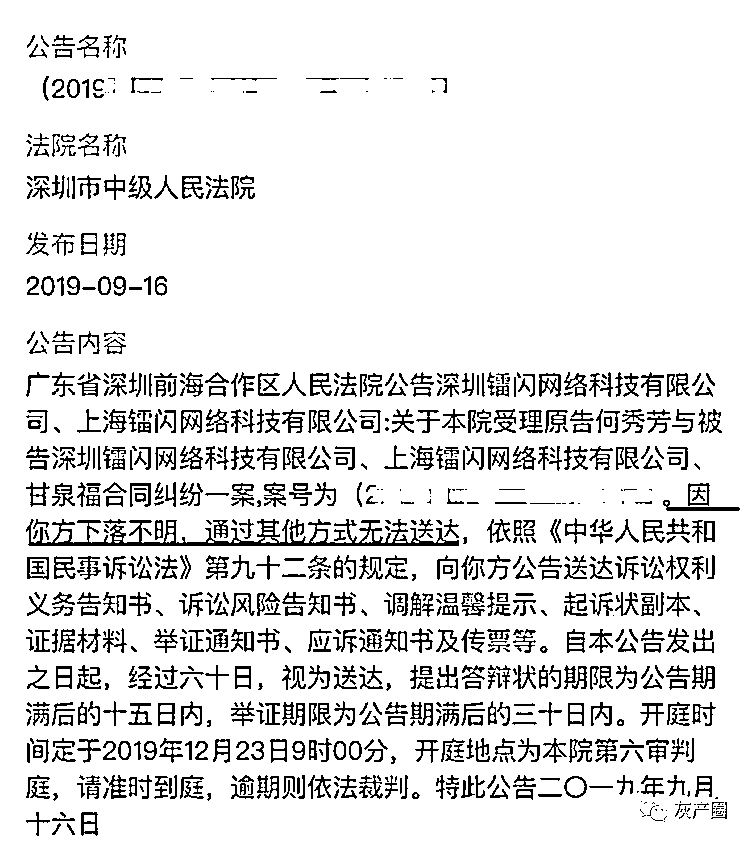 公告名称
（2019
法院名称
深圳市中级人民法院
发布日期
2019-09-16
公告内容
广东省深圳前海合作区人民法院公告深圳镭闪网络科技有限公
司、上海镭闪网络科技有限公司:关于本院受理原告何秀芳与被
告深圳镭闪网络科技有限公司、上海镭闪网络科技有限公司、
甘泉福合同纠纷一案,案号为（2 。因
你方下落不明，通过其他方式无法送达，依照《中华人民共和
国民事诉讼法》第九十二条的规定，向你方公告送达诉讼权利
义务告知书、诉讼风险告知书、调解温馨提示、起诉状副本、
证据材料、举证通知书、应诉通知书及传票等。自本公告发出
之日起，经过六十日，视为送达，提出答辩状的期限为公告期
满后的十五日内，举证期限为公告期满后的三十日内。开庭时
间定于2019年12月23日9时00分，开庭地点为本院第六审判
庭，请准时到庭，逾期则依法裁判。特此公告二〇一九年九月
十六日
灰产圈